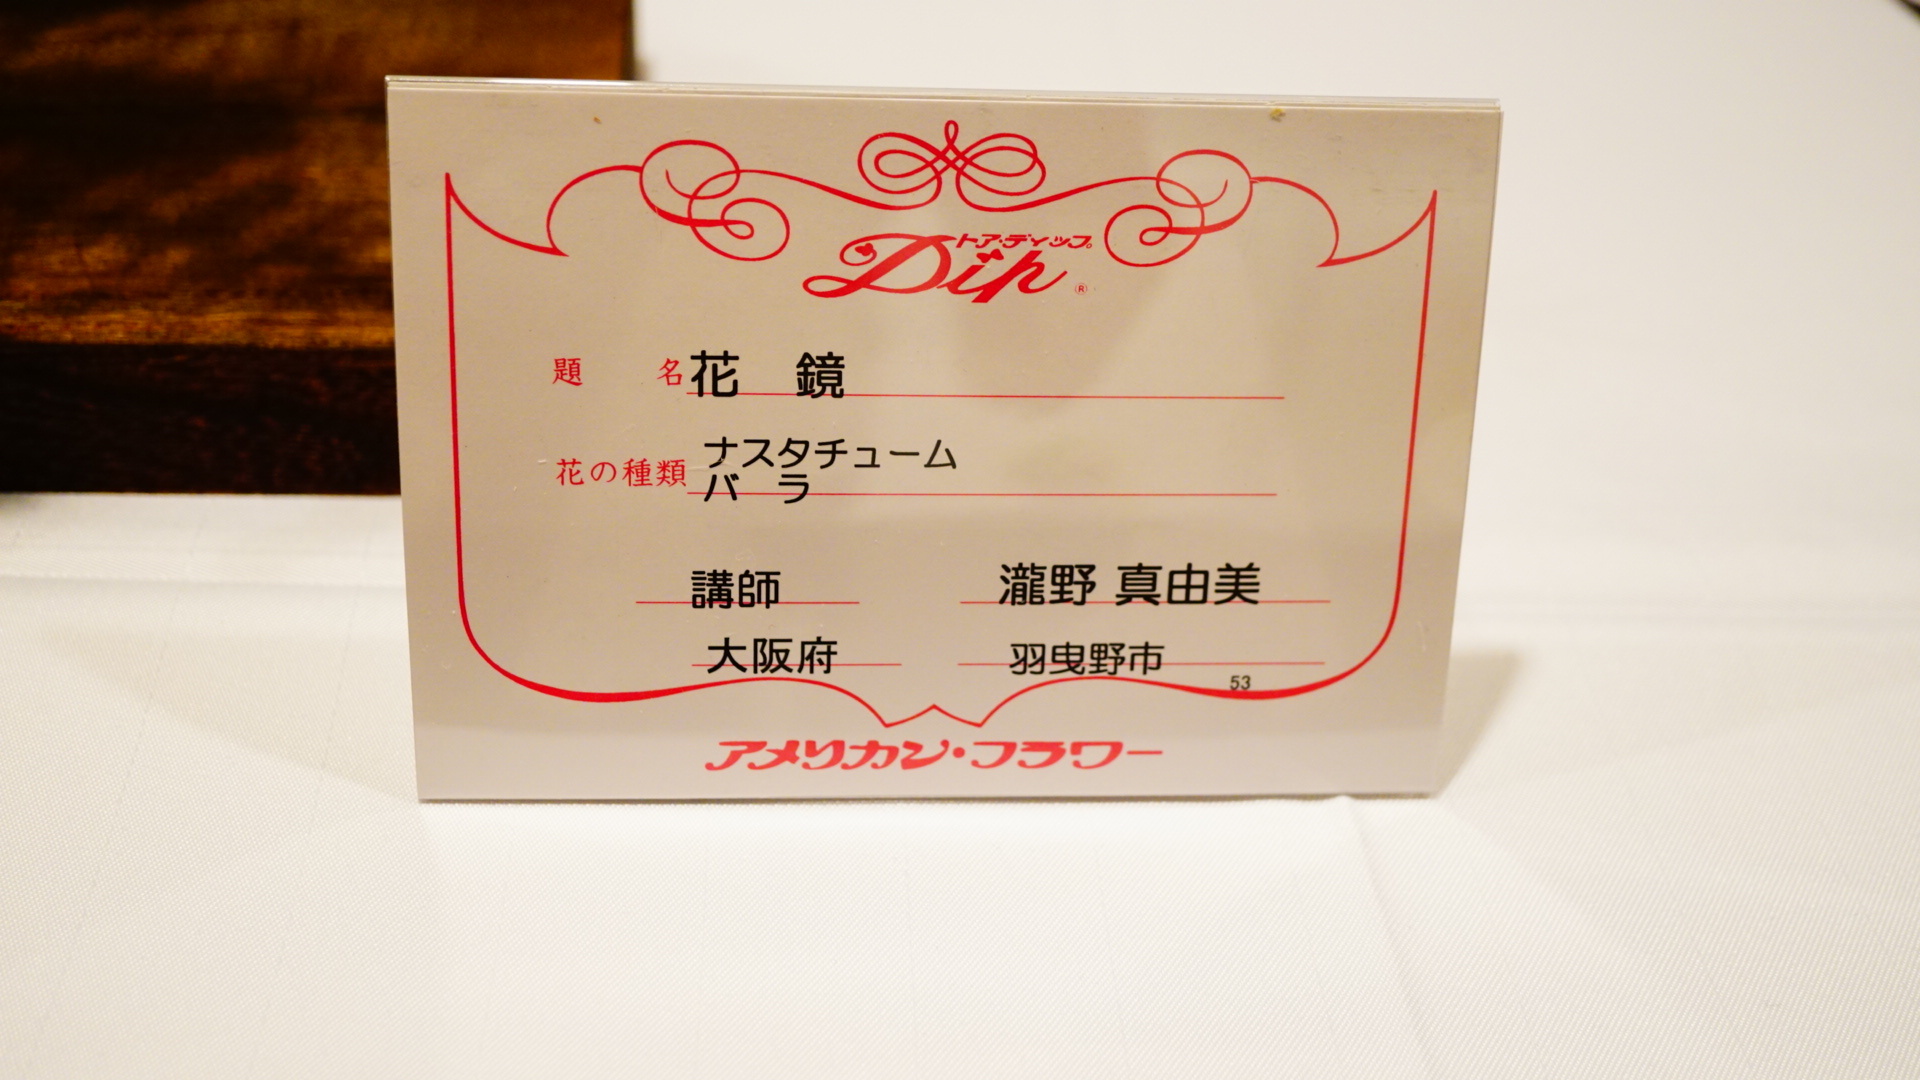 トア・ディップ
Dip ®
題 名 花 鏡
花の種類 ナスタチューム
バ ラ
講師 瀧野 真由美
大阪府 羽曳野市
53
アメリカン・フラワー